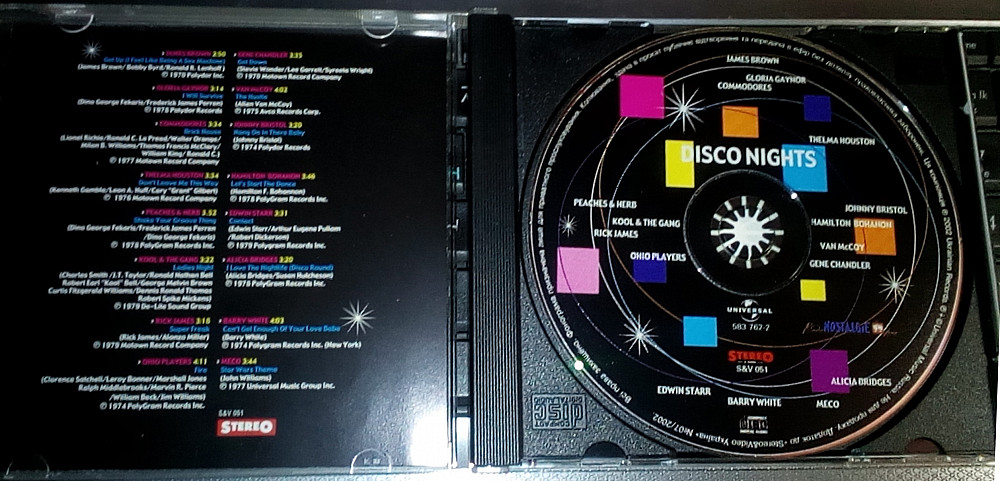 JAMES BROWN 2:50
Get Up (I Feel Like Being A Sex Machine)
(James Brown/ Bobby Byrd/Ronald R. Lenhoff)
℗ 1970 Polydor Inc.
GLORIA GAYNOR 3:14
I Will Survive
(Dino George Fekaris/Frederick James Perren)
℗ 1978 Polydor Inc.
COMMODORES 3:34
Brick House
(Lionel Richie/Ronald C. La Pread/Walter Orange/
Milan B. Williams/Thomas Francis McClary/
William King/Ronald C.)
℗ 1977 Motown Record Company
THELMA HOUSTON 3:34
Don't Leave Me This Way
(Kenneth Gamble/Leon A. Huff/Cary "Grant" Gilbert)
℗ 1976 Motown Record Company
PEACHES & HERB 3:52
Shake Your Groove Thing
(Dino George Fekaris/Frederick James Perren
/Dino George Fekaris)
℗ 1978 PolyGram Records Inc.
KOOL & THE GANG 3:22
Ladies Night
(Charles Smith /J.T. Taylor/Ronald Nathan Bell
Robert Earl "Kool" Bell/George Melvin Brown
Curtis Fitzgerald Williams/Dennis Ronald Thomas
Robert Spike Mickens)
℗ 1979 De-Lite Sound Group
RICK JAMES 3:18
Super Freak
(Rick James/Alonzo Miller)
℗ 1979 Motown Record Company
OHIO PLAYERS 4:11
Fire
(Clarence Satchell/Leroy Bonner/Marshall Jones
Ralph Middlebrooks/Marvin R. Pierce
/William Beck/Jim Williams)
℗ 1974 PolyGram Records Inc.
GENE CHANDLER 3:35
Get Down
(Stevie Wonder/Lee Garrett/Syreeta Wright)
℗ 1970 Motown Record Company
VAN McCOY 4:02
The Hustle
(Allen Van McCoy)
℗ 1975 Avco Records Corp.
JOHNNY BRISTOL 3:20
Hang On In There Baby
(Johnny Bristol)
℗ 1974 Polydor Records
HAMILTON BOHANON 3:46
Let's Start The Dance
(Hamilton F. Bohannon)
℗ 1978 PolyGram Records Inc.
EDWIN STARR 3:31
Contact
(Edwin Starr/Arthur Eugene Pullam
/Robert Dickerson)
℗ 1979 PolyGram Records Inc.
ALICIA BRIDGES 3:20
I Love The Nightlife (Disco Round)
(Alicia Bridges/Susan Hutcheson)
℗ 1978 PolyGram Records Inc.
BARRY WHITE 4:03
Can't Get Enough Of Your Love Babe
(Barry White)
℗ 1974 PolyGram Records Inc. (New York)
MECO 3:44
Star Wars Theme
(John Williams)
℗ 1977 Universal Music Group Inc.
S&V 051
STEREO
JAMES BROWN
GLORIA GAYNOR
COMMODORES
THELMA HOUSTON
DISCO NIGHTS
PEACHES & HERB
KOOL & THE GANG
RICK JAMES
OHIO PLAYERS
JOHNNY BRISTOL
HAMILTON BOHANON
VAN McCOY
GENE CHANDLER
UNIVERSAL
583 767-2
NOSTALGIE
STEREO
S&V 051
ALICIA BRIDGES
EDWIN STARR
BARRY WHITE
MECO
COMPACT
disc
DIGITAL AUDIO